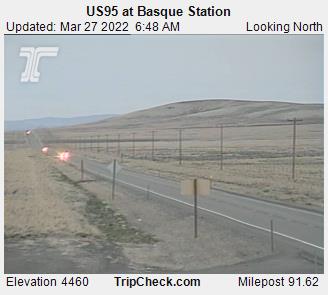 US95 at Basque Station
Updated: Mar 27 2022 6:48 AM Looking North
Elevation 4460 TripCheck.com Milepost 91.62